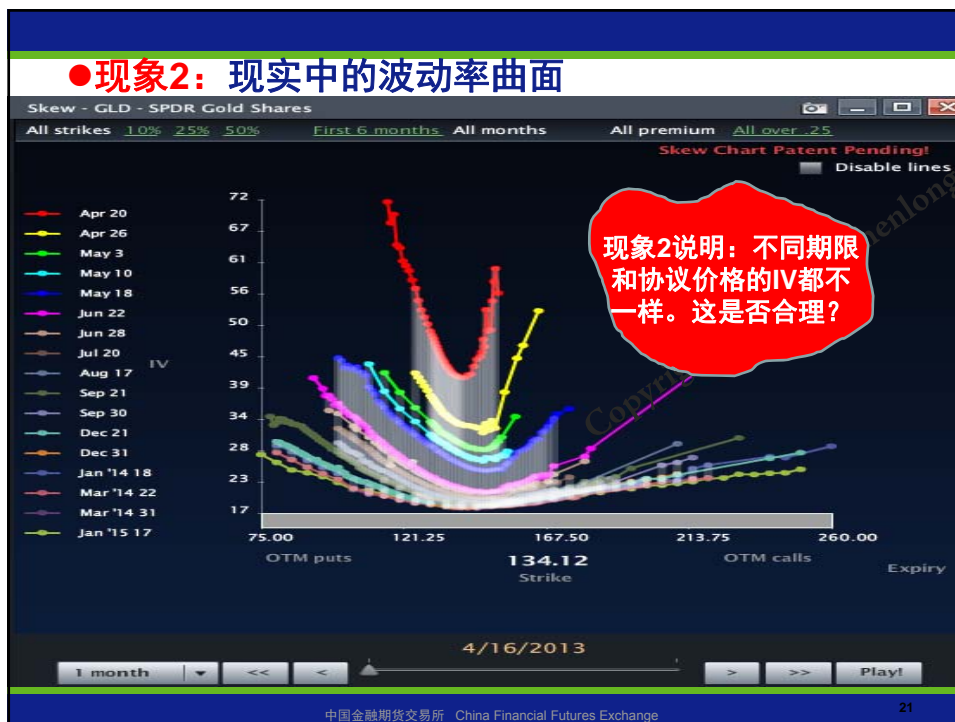 ●现象2：现实中的波动率曲面
Skew - GLD - SPDR Gold Shares
All strikes 10% 25% 50% First 6 months All months All premium All over .25
Skew Chart Patent Pending!
Disable lines
现象2说明：不同期限
和协议价格的IV都不
一样。这是否合理？
72
67
61
56
50
45
39
34
28
23
17
IV
Apr 20
Apr 26
May 3
May 10
May 18
Jun 22
Jun 28
Jul 20
Aug 17
Sep 21
Sep 30
Dec 21
Dec 31
Jan '14 18
Mar '14 22
Mar '14 31
Jan '15 17
75.00 121.25 167.50 213.75 260.00
OTM puts 134.12 OTM calls
Strike
Expiry
4/16/2013
1 month << < > >> Play!
中国金融期货交易所 China Financial Futures Exchange
21